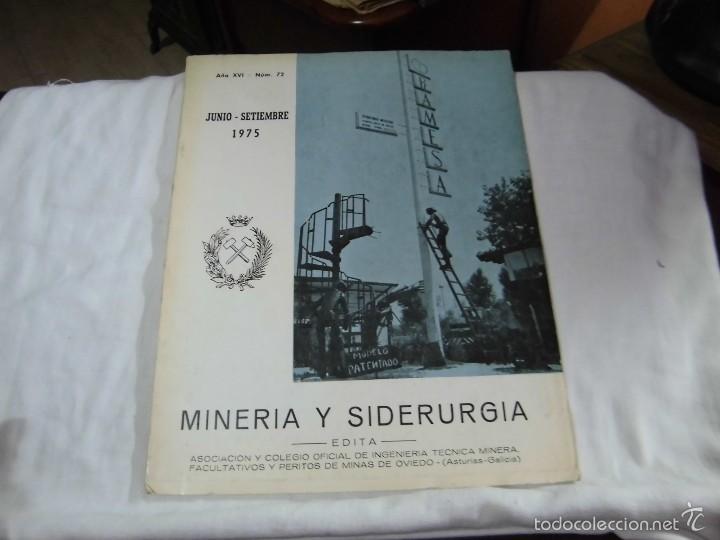 Año XVI - Núm. 72
JUNIO - SETIEMBRE
1975
MODELO
PATENTADO
MINERIA Y SIDERURGIA
EDITA
ASOCIACION Y COLEGIO OFICIAL DE INGENIERIA TECNICA MINERA,
FACULTATIVOS Y PERITOS DE MINAS DE OVIEDO - (Asturias-Galicia)
todocoleccion.net